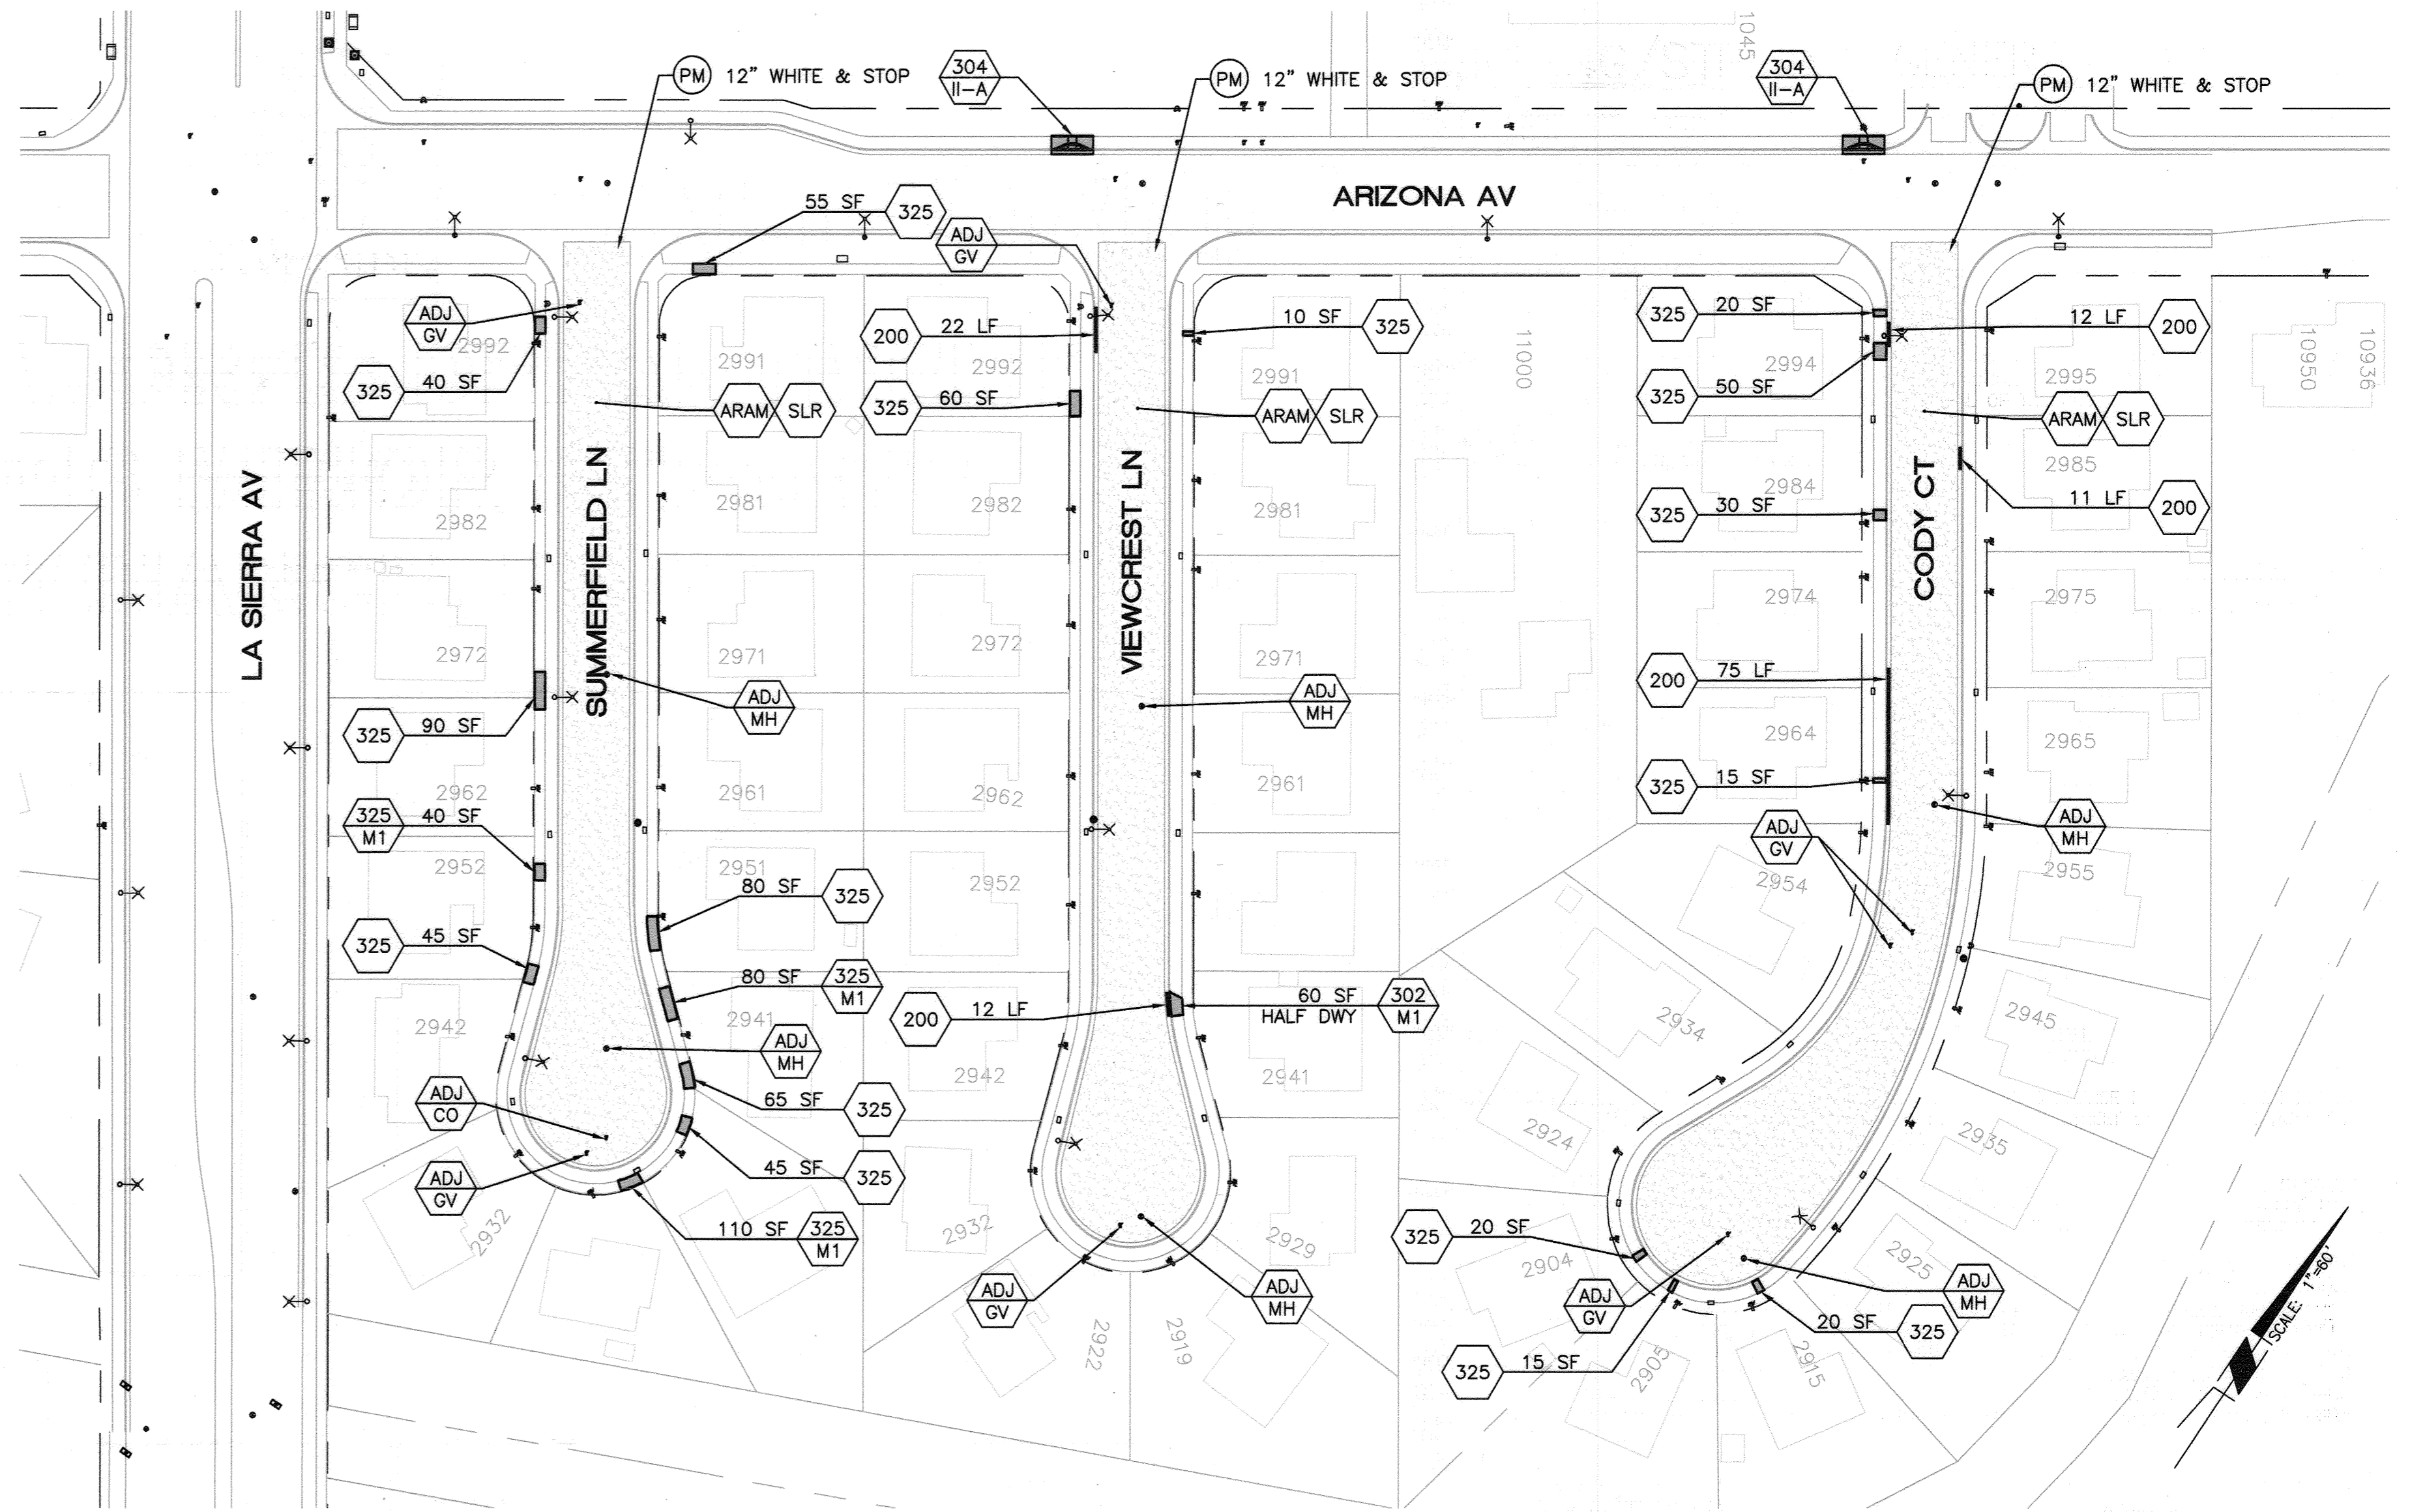 1045
PM 12" WHITE & STOP
304
II-A
PM 12" WHITE & STOP
304
II-A
PM 12" WHITE & STOP
ARIZONA AV
55 SF 325
ADJ
GV
ADJ
GV
2992
325 40 SF
2991
200 22 LF
2992
325 60 SF
10 SF 325
2991
11000
325 20 SF
2994
325 50 SF
12 LF 200
2995
10950
10936
ARAM SLR
ARAM SLR
ARAM SLR
LA SIERRA AV
SUMMERFIELD LN
VIEWCREST LN
CODY CT
2982
2981
2982
2981
2984
325 30 SF
2985
11 LF 200
2972
2971
2972
2971
2974
2975
325 90 SF
ADJ
MH
ADJ
MH
200 75 LF
2964
2965
2962
2961
2962
2961
325 15 SF
325
M1
40 SF
ADJ
GV
ADJ
MH
2952
2951
2952
2954
2955
80 SF 325
325 45 SF
80 SF 325
M1
2942
2941
200 12 LF
60 SF
HALF DWY
302
M1
2934
2945
ADJ
MH
2942
2941
ADJ
CO
65 SF 325
2924
2935
ADJ
GV
45 SF 325
2932
110 SF 325
M1
2932
2929
325 20 SF
2904
2925
ADJ
GV
ADJ
MH
ADJ
GV
ADJ
MH
2922
2919
20 SF 325
325 15 SF
2905
2915
SCALE: 1"=60'